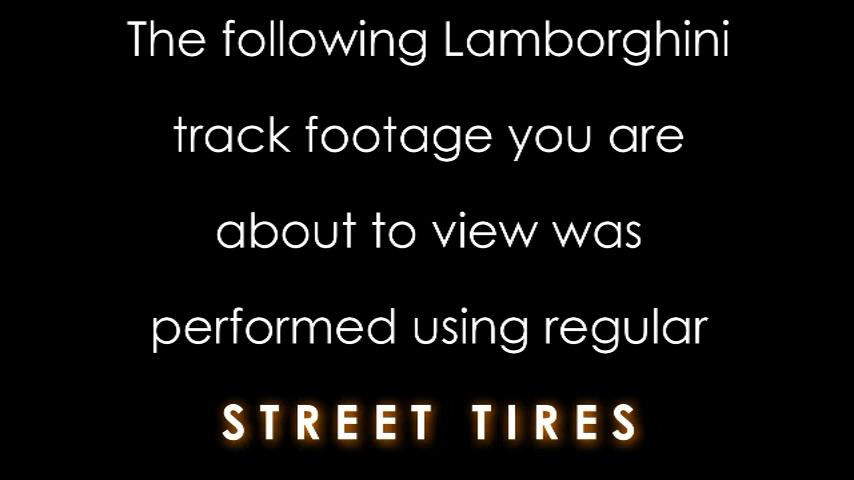 The following Lamborghini
track footage you are
about to view was
performed using regular
STREET TIRES